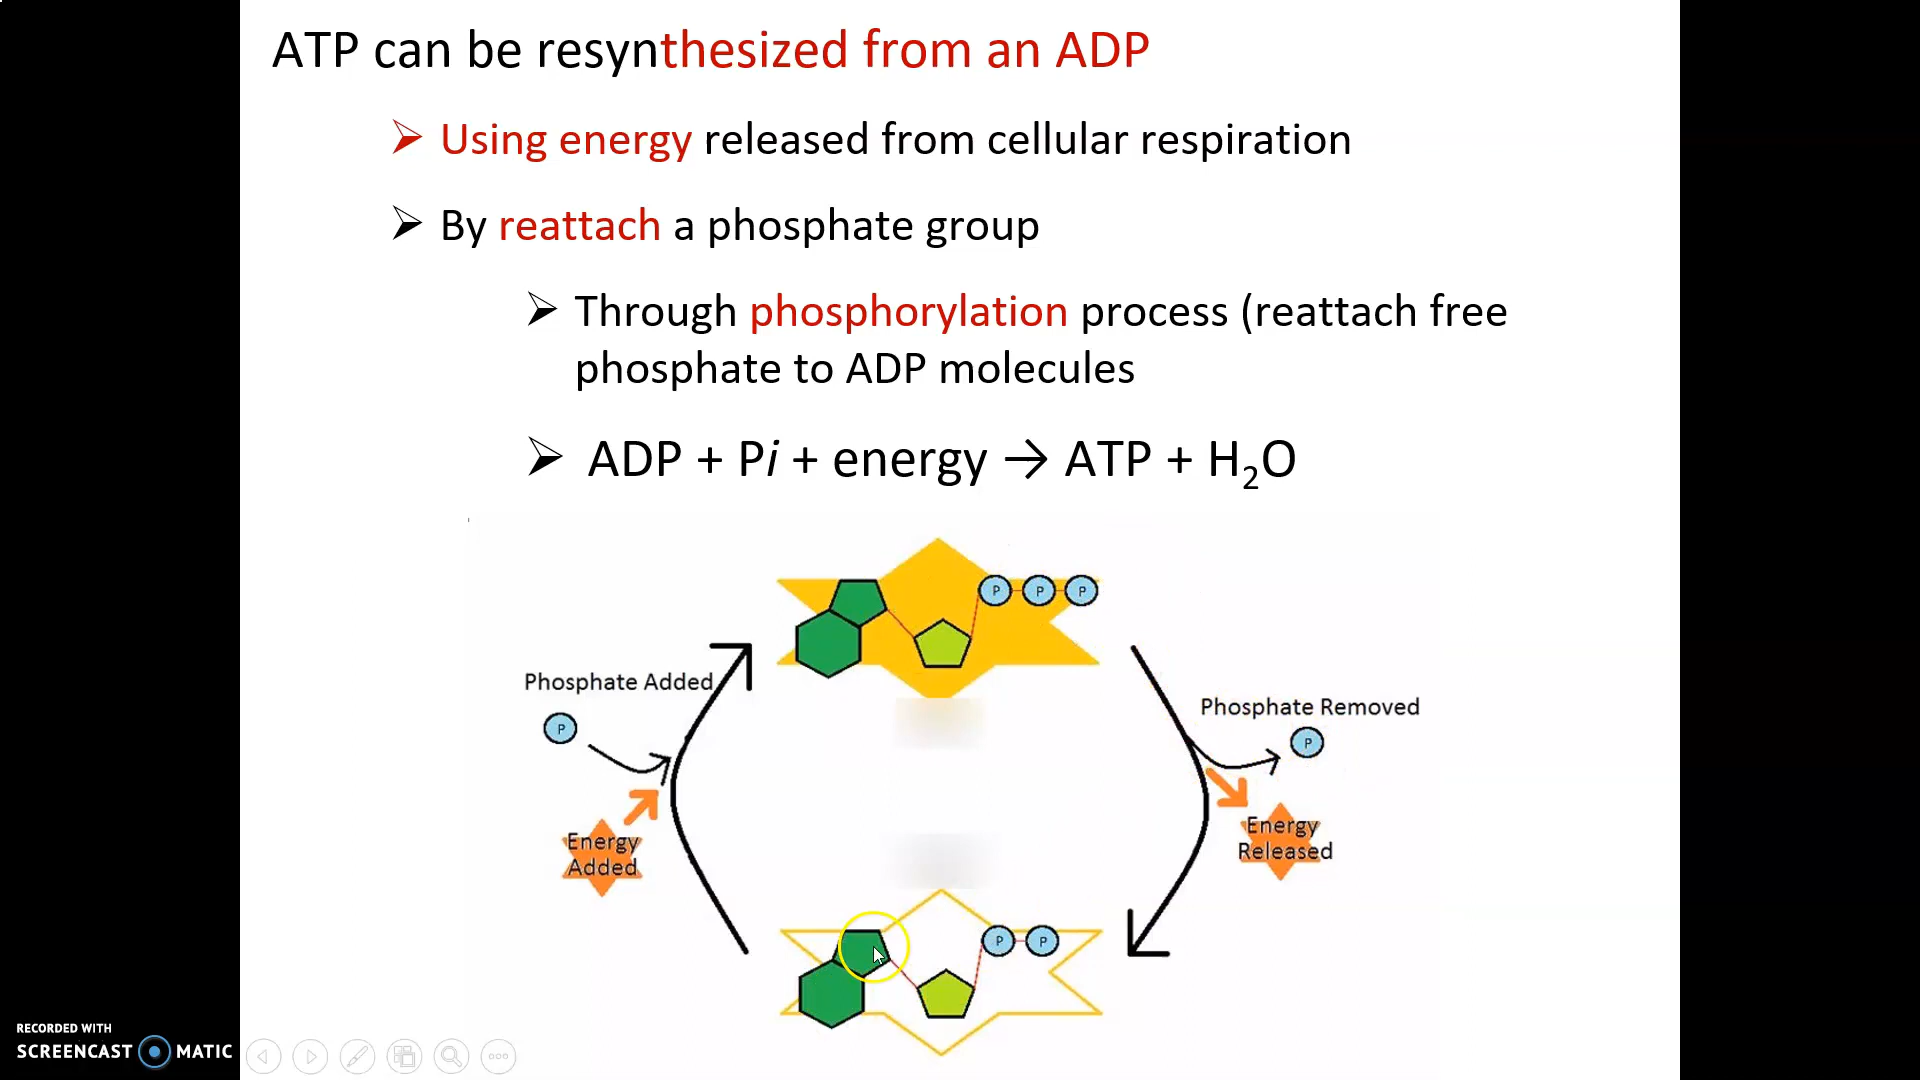 ATP can be resynthesized from an ADP
➢ Using energy released from cellular respiration
➢ By reattach a phosphate group
➢ Through phosphorylation process (reattach free
phosphate to ADP molecules
➢ ADP + Pi + energy → ATP + H₂O
P P P
Phosphate Added
P
Energy
Added
Phosphate Removed
P
Energy
Released
P P
RECORDED WITH
SCREENCAST MATIC